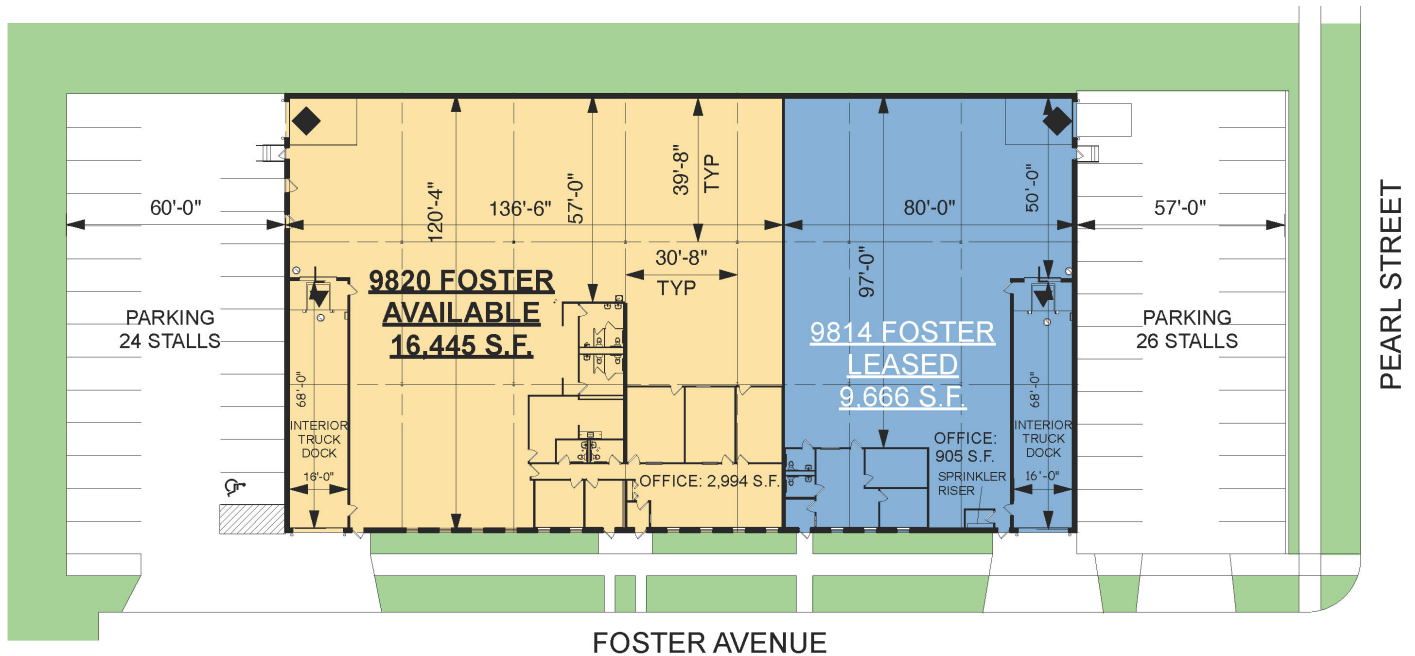 39'-8"
TYP
60'-0"
136'-6"
120'-4"
57'-0"
80'-0"
50'-0"
57'-0"
30'-8"
TYP
97'-0"
9820 FOSTER
AVAILABLE
16,445 S.F.
PARKING
24 STALLS
9814 FOSTER
LEASED
9,666 S.F.
PARKING
26 STALLS
PEARL STREET
68'-0"
INTERIOR
TRUCK
DOCK
16'-0"
OFFICE: 2,994 S.F.
OFFICE:
905 S.F.
SPRINKLER
RISER
68'-0"
INTERIOR
TRUCK
DOCK
16'-0"
FOSTER AVENUE